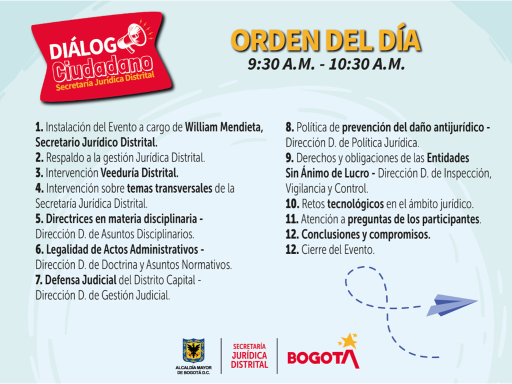 DIÁLOGO
Ciudadano
Secretaría Jurídica Distrital
ORDEN DEL DÍA
9:30 A.M. - 10:30 A.M.
1. Instalación del Evento a cargo de William Mendieta,
Secretario Jurídico Distrital.
2. Respaldo a la gestión Jurídica Distrital.
3. Intervención Veeduría Distrital.
4. Intervención sobre temas transversales de la
Secretaría Jurídica Distrital.
5. Directrices en materia disciplinaria -
Dirección D. de Asuntos Disciplinarios.
6. Legalidad de Actos Administrativos -
Dirección D. de Doctrina y Asuntos Normativos.
7. Defensa Judicial del Distrito Capital -
Dirección D. de Gestión Judicial.
8. Política de prevención del daño antijurídico -
Dirección D. de Política Jurídica.
9. Derechos y obligaciones de las Entidades
Sin Ánimo de Lucro - Dirección D. de Inspección,
Vigilancia y Control.
10. Retos tecnológicos en el ámbito jurídico.
11. Atención a preguntas de los participantes.
12. Conclusiones y compromisos.
12. Cierre del Evento.
ALCALDÍA MAYOR
DE BOGOTÁ D.C.
SECRETARÍA
JURÍDICA
DISTRITAL
BOGOTÁ